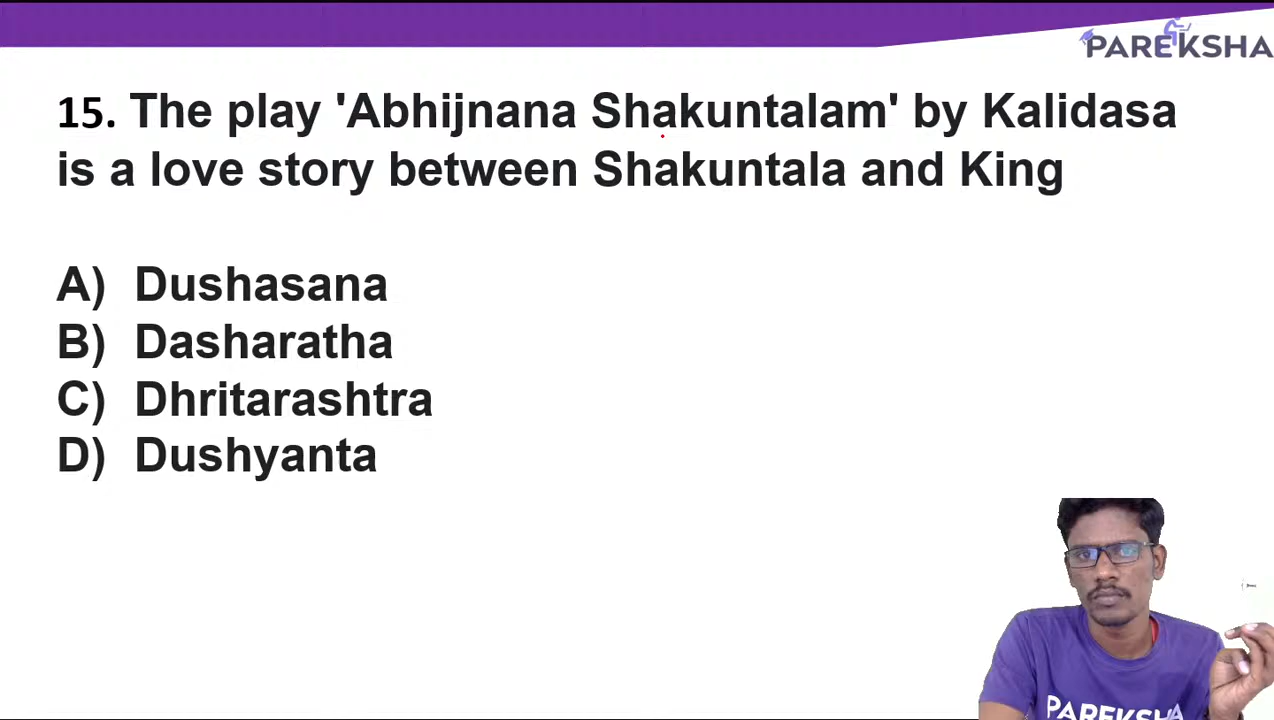 PAREKSHA
15. The play 'Abhijnana Shakuntalam' by Kalidasa
is a love story between Shakuntala and King
A) Dushasana
B) Dasharatha
C) Dhritarashtra
D) Dushyanta
PAREKSHA